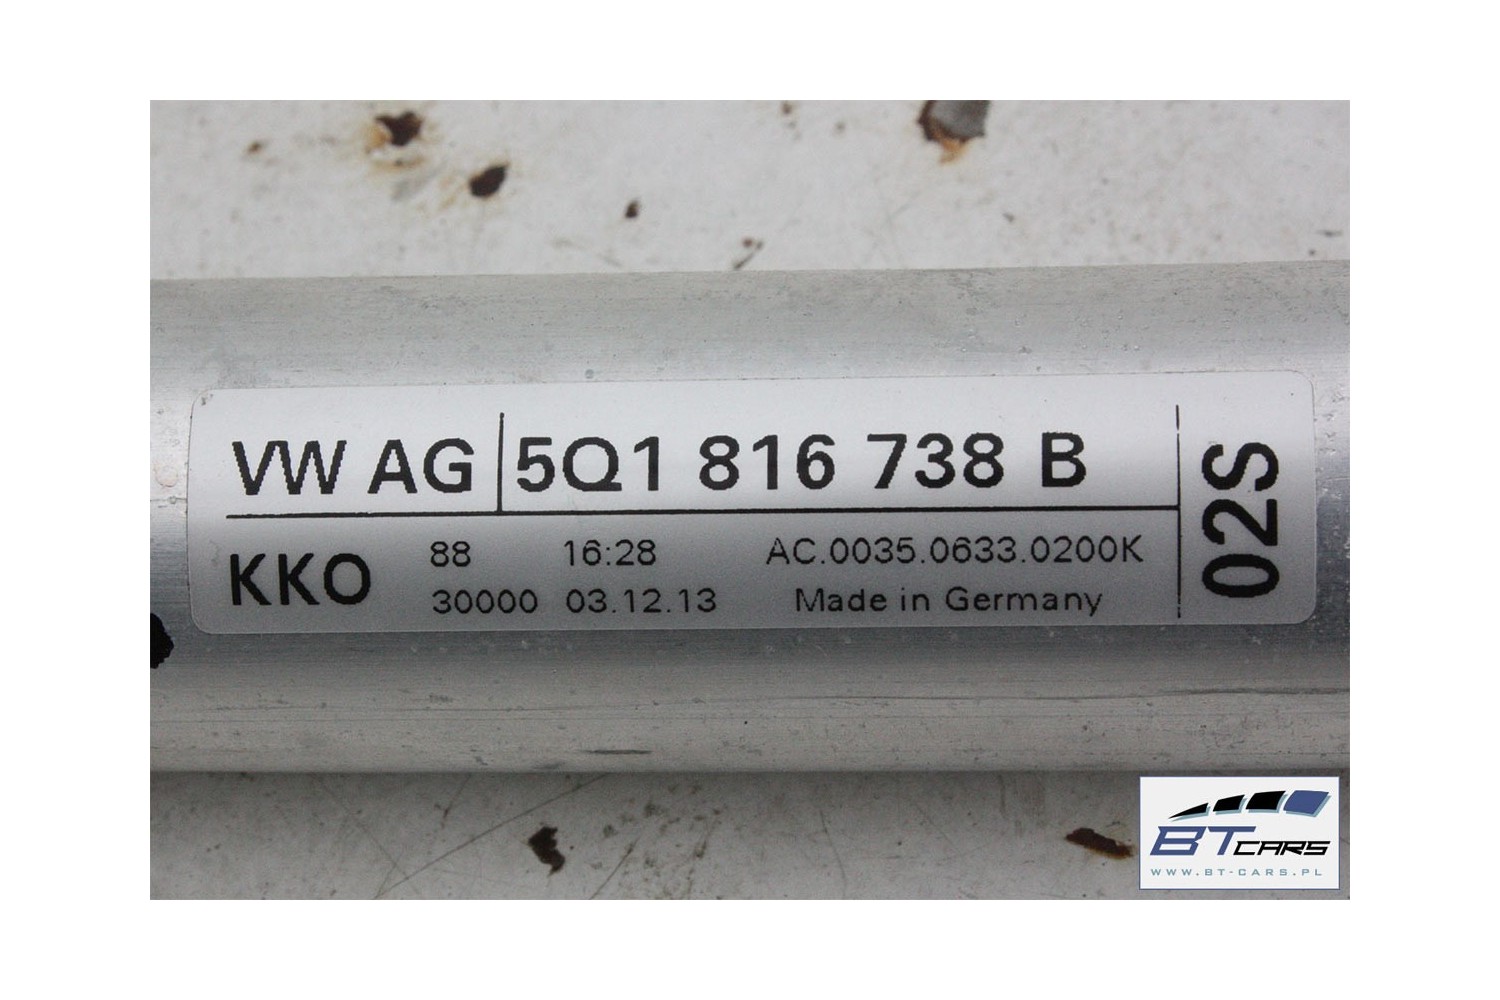 VW AG 5Q1 816 738 B
KKO 88 16:28 AC.0035.0633.0200K
30000 03.12.13 Made in Germany
02S
BT CARS
WWW.BT-CARS.PL